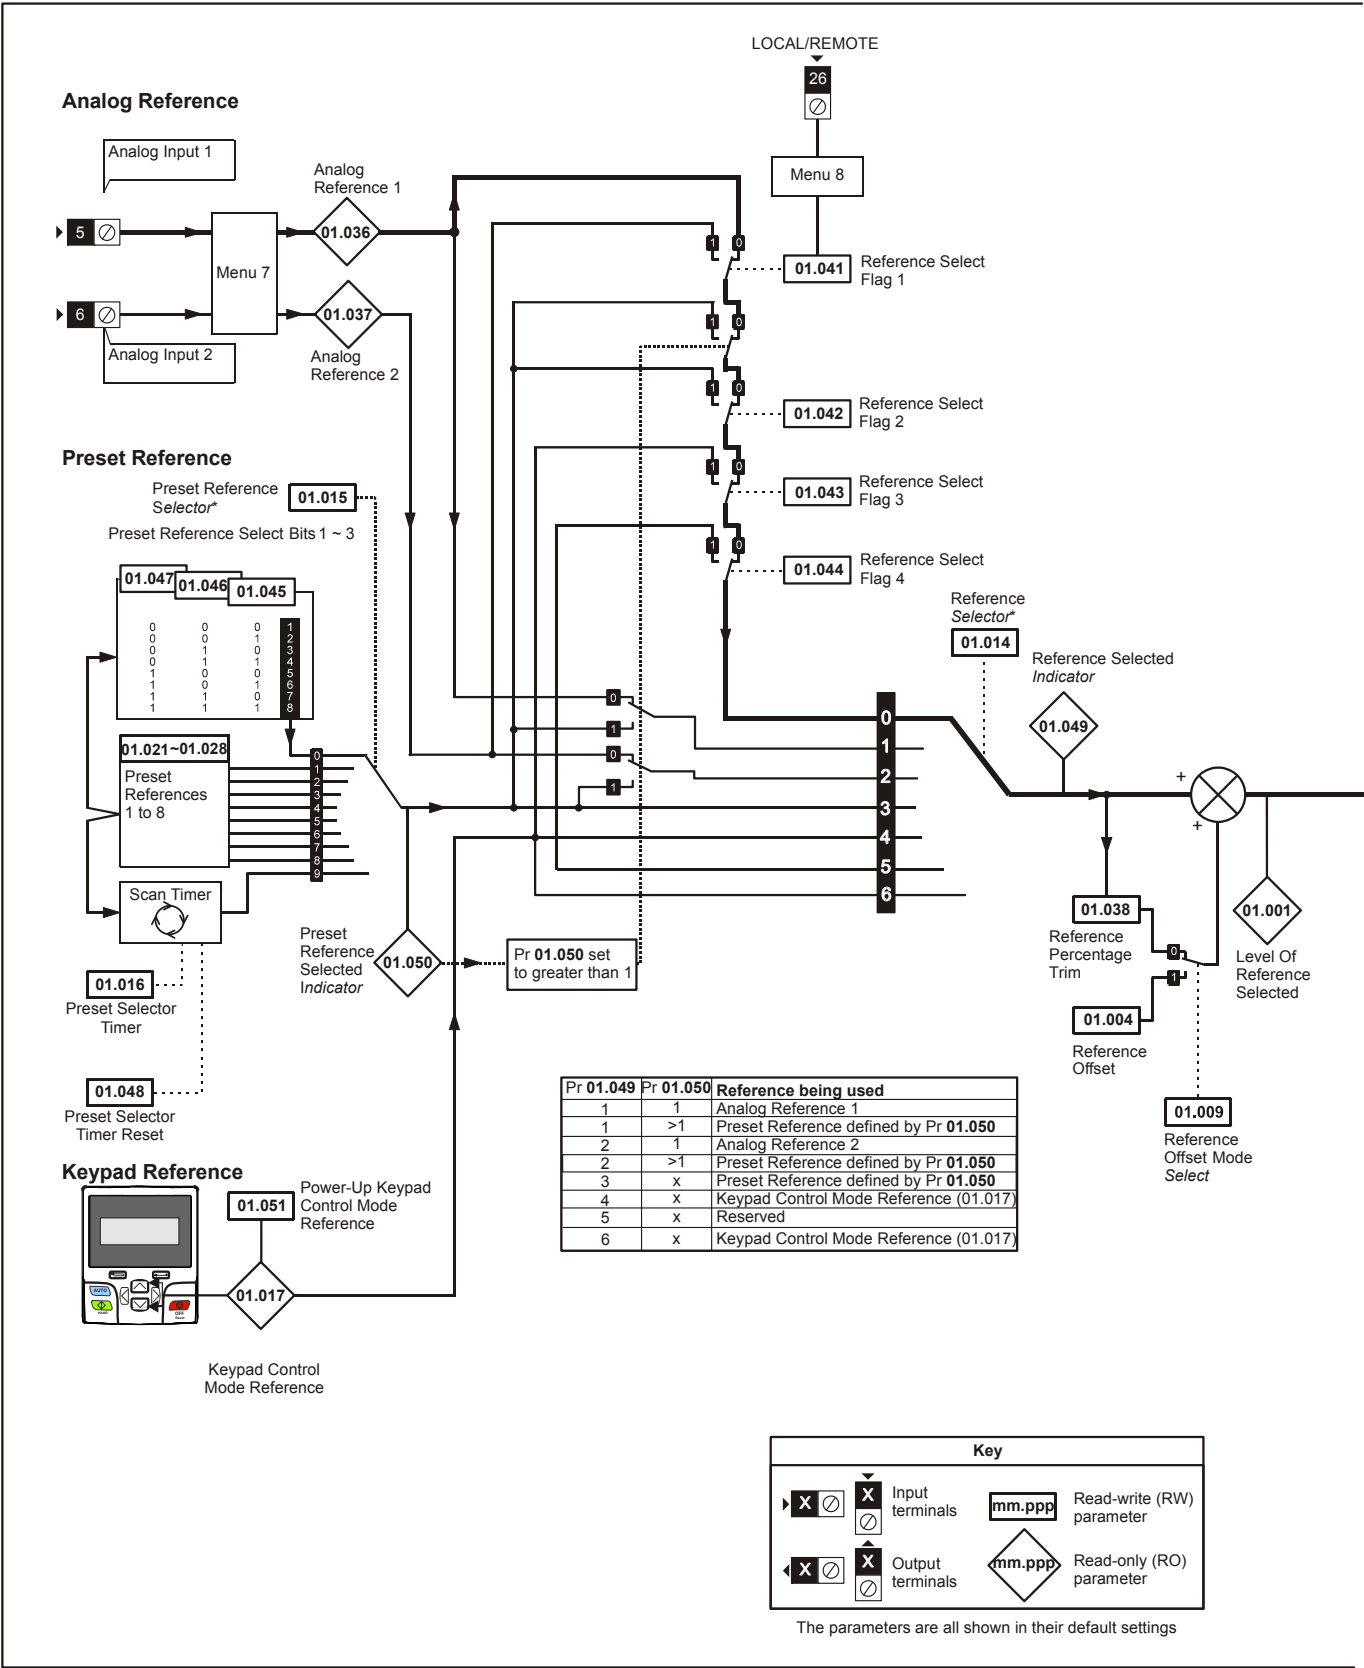 LOCAL/REMOTE
26
Analog Reference
Analog Input 1
Analog
Reference 1
Menu 8
5
01.036
Menu 7
1 0
01.041
Reference Select
Flag 1
6
01.037
1 0
Analog Input 2
Analog
Reference 2
1 0
01.042
Reference Select
Flag 2
Preset Reference
1 0
01.043
Reference Select
Flag 3
Preset Reference
Selector*
01.015
Preset Reference Select Bits 1 ~ 3
1 0
01.044
Reference Select
Flag 4
01.047
01.046
01.045
0 0 0 1
0 0 1 2
0 1 0 3
0 1 1 4
1 0 0 5
1 0 1 6
1 1 0 7
1 1 1 8
Reference
Selector*
01.014
Reference Selected
Indicator
01.049
0
1
0
1
0
1
2
3
4
5
6
01.021~01.028
Preset
References
1 to 8
0
1
2
3
4
5
6
7
8
9
+
+
Scan Timer
01.016
Preset Selector
Timer
01.048
Preset Selector
Timer Reset
Preset
Reference
Selected
Indicator
01.050
Pr 01.050 set
to greater than 1
01.038
Reference
Percentage
Trim
0
1
01.001
Level Of
Reference
Selected
01.004
Reference
Offset
01.009
Reference
Offset Mode
Select
Pr 01.049 Pr 01.050 Reference being used
1 1 Analog Reference 1
1 >1 Preset Reference defined by Pr 01.050
2 1 Analog Reference 2
2 >1 Preset Reference defined by Pr 01.050
3 x Preset Reference defined by Pr 01.050
4 x Keypad Control Mode Reference (01.017)
5 x Reserved
6 x Keypad Control Mode Reference (01.017)
Keypad Reference
01.051
Power-Up Keypad
Control Mode
Reference
AUTO
OFF
01.017
Keypad Control
Mode Reference
Key
X
X
Input
terminals
mm.ppp
Read-write (RW)
parameter
X
X
Output
terminals
mm.ppp
Read-only (RO)
parameter
The parameters are all shown in their default settings